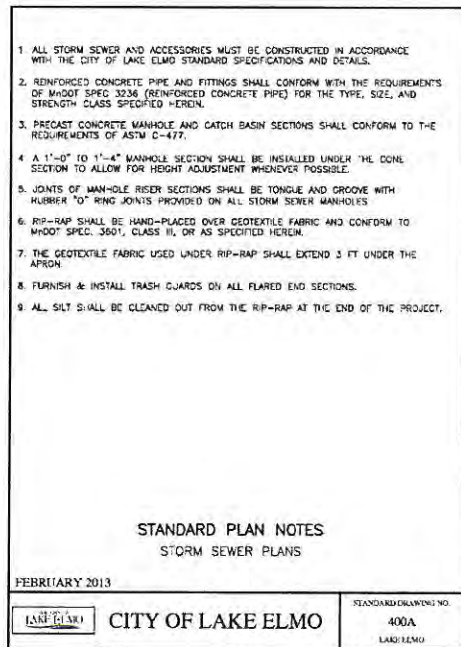 1. ALL STORM SEWER AND ACCESSORIES MUST BE CONSTRUCTED IN ACCORDANCE
WITH THE CITY OF LAKE ELMO STANDARD SPECIFICATIONS AND DETAILS.
2. REINFORCED CONCRETE PIPE AND FITTINGS SHALL CONFORM WITH THE REQUIREMENTS
OF MnDOT SPEC 3236 (REINFORCED CONCRETE PIPE) FOR THE TYPE, SIZE, AND
STRENGTH CLASS SPECIFIED HEREIN.
3. PRECAST CONCRETE MANHOLE AND CATCH BASIN SECTIONS SHALL CONFORM TO THE
REQUIREMENTS OF ASTM C-477.
4 A 1'-0" TO 1'-4" MANHOLE SECTION SHALL BE INSTALLED UNDER THE CONE
SECTION TO ALLOW FOR HEIGHT ADJUSTMENT WHENEVER POSSIBLE.
5. JOINTS OF MANHOLE RISER SECTIONS SHALL BE TONGUE AND GROOVE WITH
RUBBER "O" RING JOINTS PROVIDED ON ALL STORM SEWER MANHOLES
6. RIP-RAP SHALL BE HAND-PLACED OVER GEOTEXTILE FABRIC AND CONFORM TO
MnDOT SPEC. 3601, CLASS III, OR AS SPECIFIED HEREIN.
7. THE GEOTEXTILE FABRIC USED UNDER RIP-RAP SHALL EXTEND 3 FT UNDER THE
APRON.
8. FURNISH & INSTALL TRASH GUARDS ON ALL FLARED END SECTIONS.
9. ALL SILT SHALL BE CLEANED OUT FROM THE RIP-RAP AT THE END OF THE PROJECT.
STANDARD PLAN NOTES
STORM SEWER PLANS
FEBRUARY 2013
LAKE ELMO
CITY OF LAKE ELMO
STANDARD DRAWING NO.
400A
LAKE ELMO